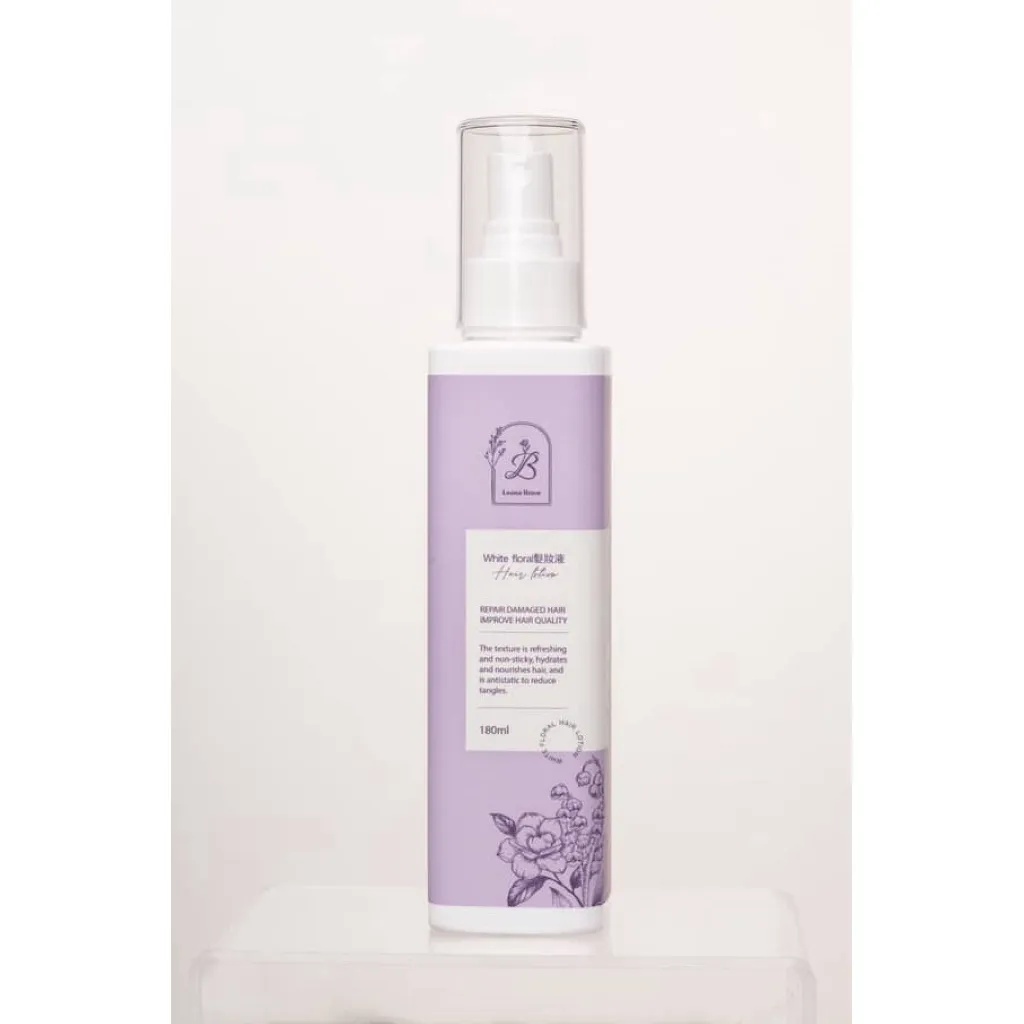 B
White floral髮妝液
Hair lotion
REPAIR DAMAGED HAIR
IMPROVE HAIR QUALITY
The texture is refreshing
and non-sticky, hydrates
and nourishes hair, and
is antistatic to reduce
tangles.
180ml
WHITE FLORAL HAIR LOTION